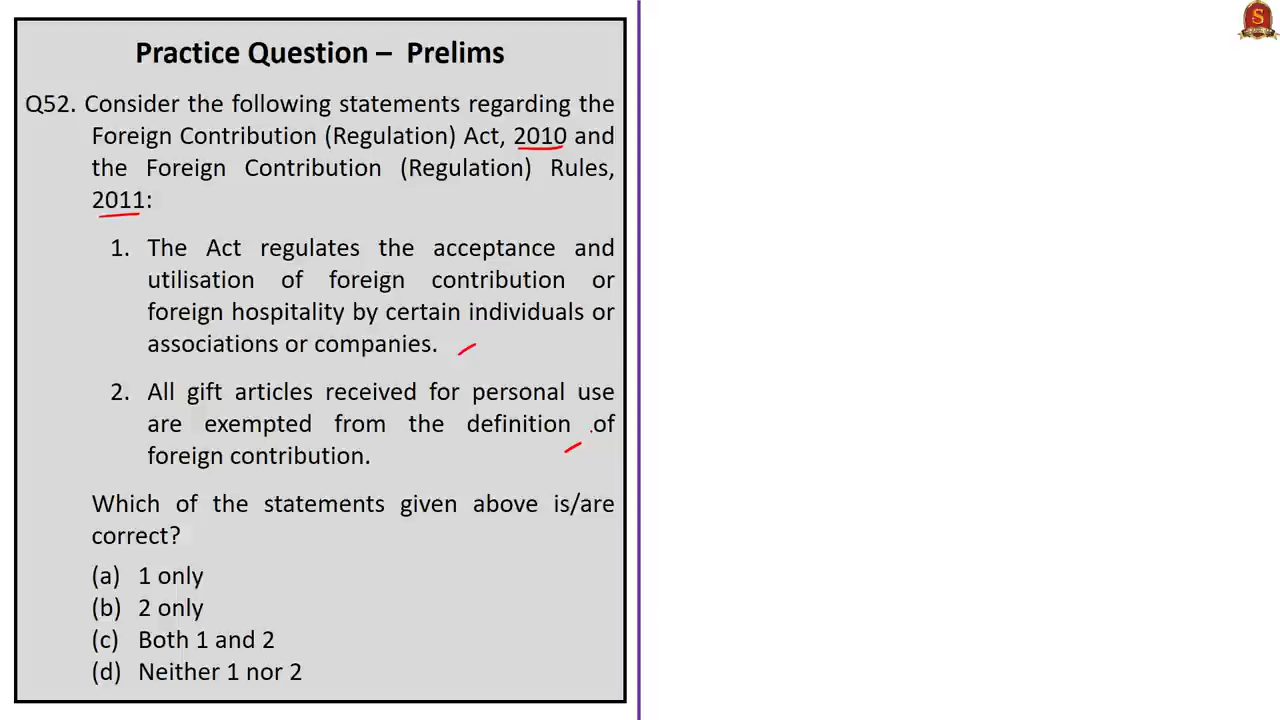 Practice Question – Prelims
Q52. Consider the following statements regarding the
Foreign Contribution (Regulation) Act, 2010 and
the Foreign Contribution (Regulation) Rules,
2011:
1. The Act regulates the acceptance and
utilisation of foreign contribution or
foreign hospitality by certain individuals or
associations or companies.
2. All gift articles received for personal use
are exempted from the definition of
foreign contribution.
Which of the statements given above is/are
correct?
(a) 1 only
(b) 2 only
(c) Both 1 and 2
(d) Neither 1 nor 2
S